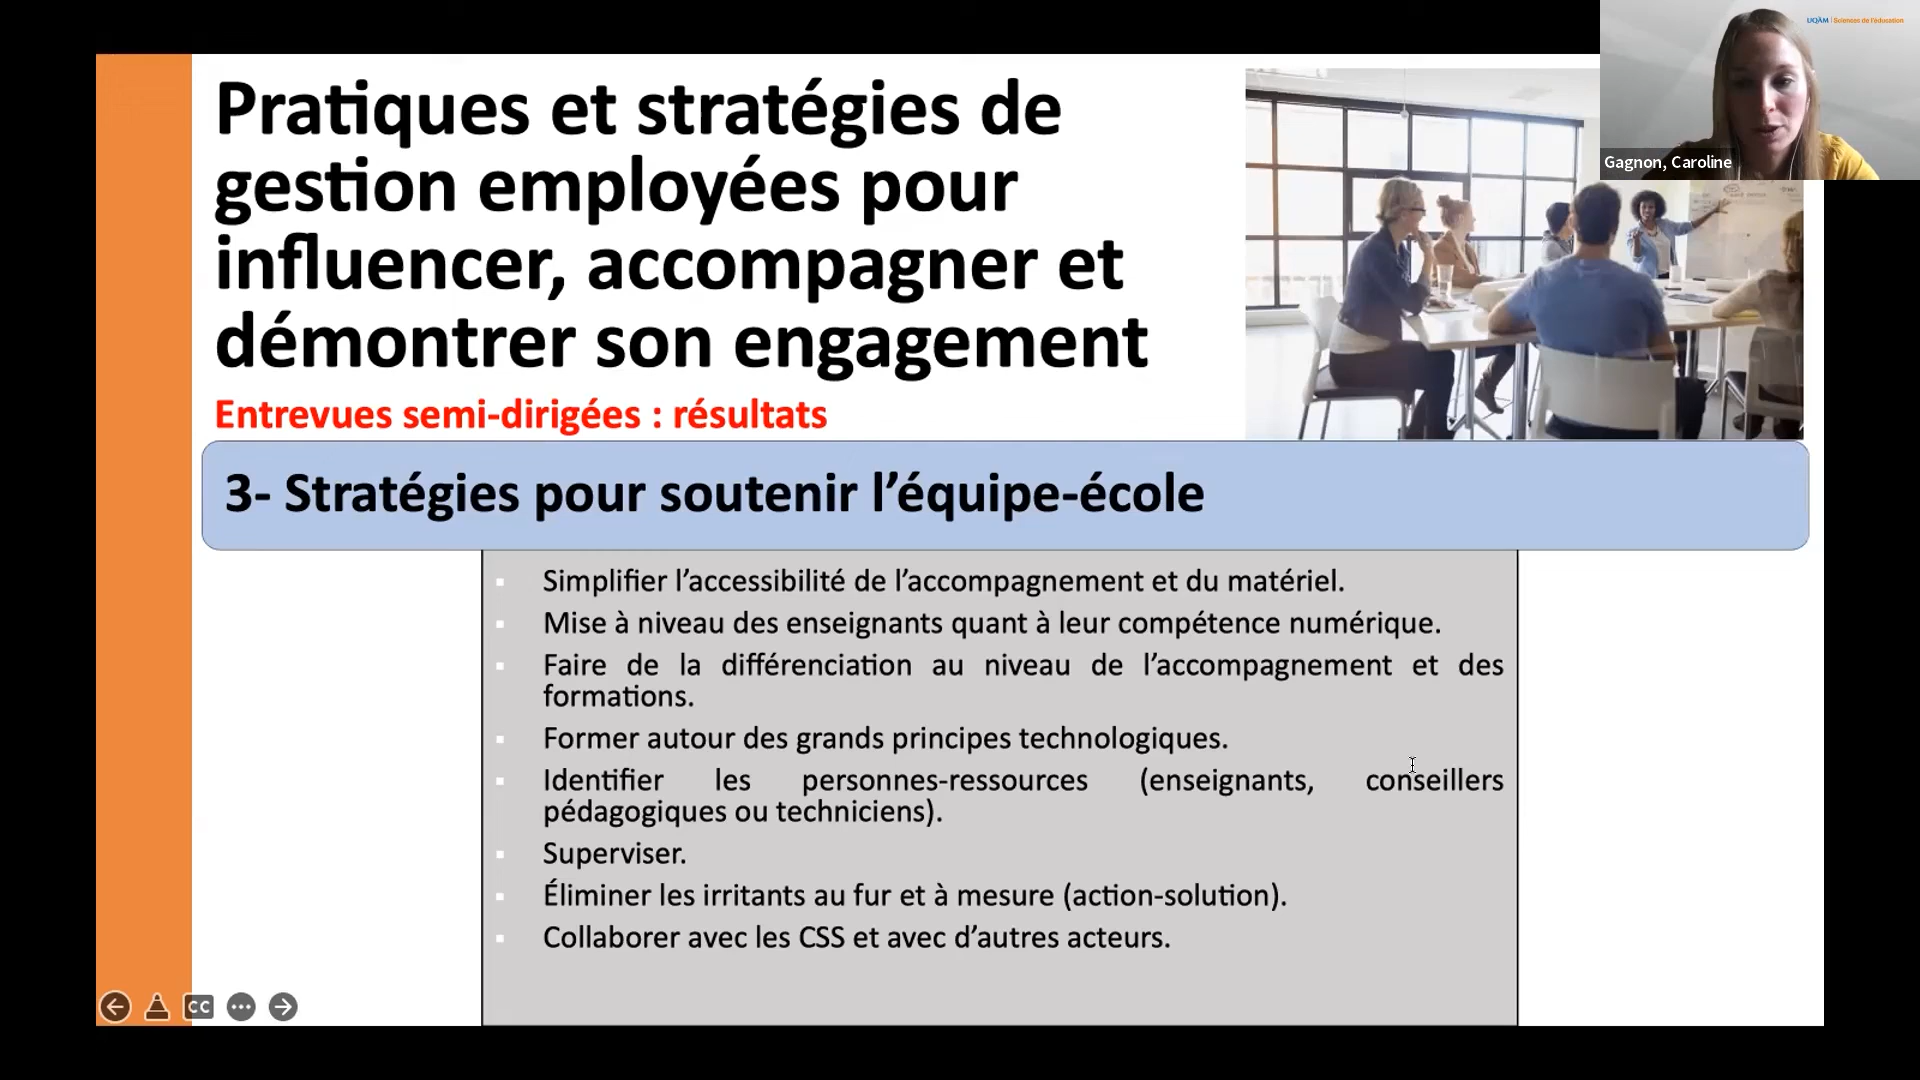 UQÀM | Sciences de l'éducation
Gagnon, Caroline
Pratiques et stratégies de
gestion employées pour
influencer, accompagner et
démontrer son engagement
Entrevues semi-dirigées : résultats
3- Stratégies pour soutenir l'équipe-école
Simplifier l'accessibilité de l'accompagnement et du matériel.
Mise à niveau des enseignants quant à leur compétence numérique.
Faire de la différenciation au niveau de l'accompagnement et des
formations.
Former autour des grands principes technologiques.
Identifier les personnes-ressources (enseignants, conseillers
pédagogiques ou techniciens).
Superviser.
Éliminer les irritants au fur et à mesure (action-solution).
Collaborer avec les CSS et avec d'autres acteurs.
CC